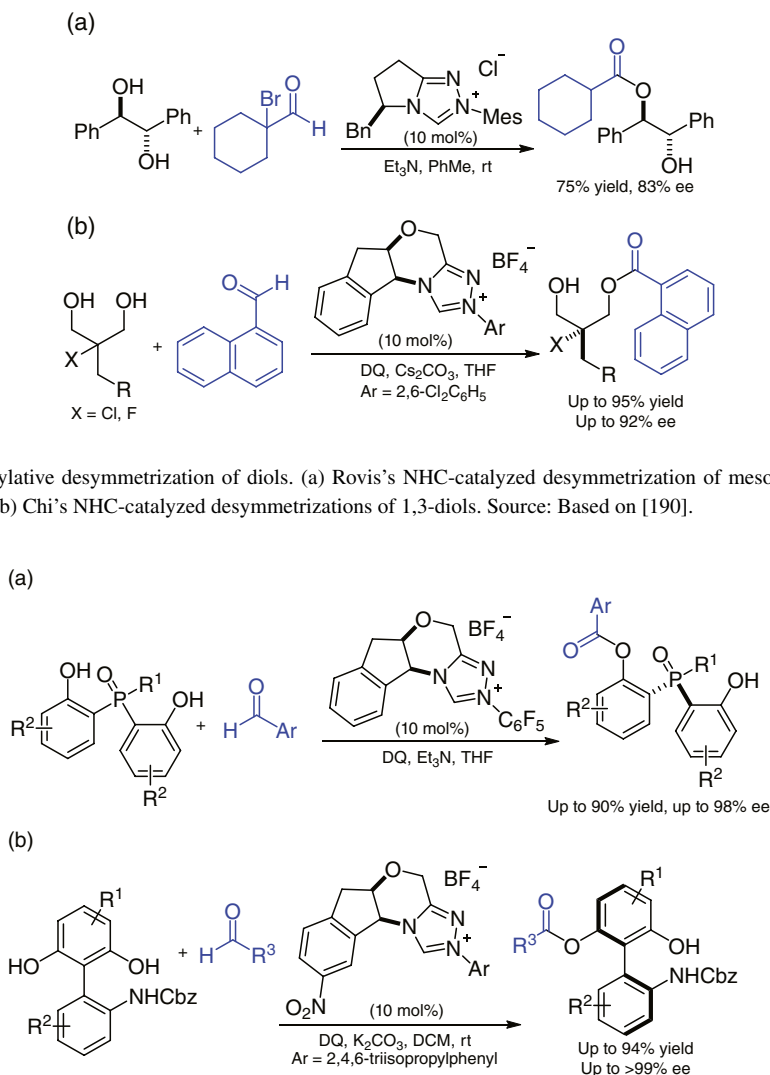 (a)
OH
Ph
Ph
OH
+
Br
O
H
N
N
+
N
Mes
Cl⁻
Bn
(10 mol%)
Et₃N, PhMe, rt
O
O
Ph
Ph
OH
75% yield, 83% ee
(b)
OH OH
X
R
X = Cl, F
+
O
H
O
N
N
+
N
Ar
BF₄⁻
(10 mol%)
DQ, Cs₂CO₃, THF
Ar = 2,6-Cl₂C₆H₅
OH
O
O
X
R
Up to 95% yield
Up to 92% ee
ylative desymmetrization of diols. (a) Rovis's NHC-catalyzed desymmetrization of meso
b) Chi's NHC-catalyzed desymmetrizations of 1,3-diols. Source: Based on [190].
(a)
OH
O
P
R¹
OH
R²
R²
+
O
H
Ar
O
N
N
+
N
C₆F₅
BF₄⁻
(10 mol%)
DQ, Et₃N, THF
Ar
O
O
O
P
R¹
OH
R²
R²
Up to 90% yield, up to 98% ee
(b)
R¹
HO
OH
NHCbz
R²
+
O
H
R³
O
N
N
+
N
Ar
BF₄⁻
O₂N
(10 mol%)
DQ, K₂CO₃, DCM, rt
Ar = 2,4,6-triisopropylphenyl
R¹
O
R³
O
OH
NHCbz
R²
Up to 94% yield
Up to >99% ee